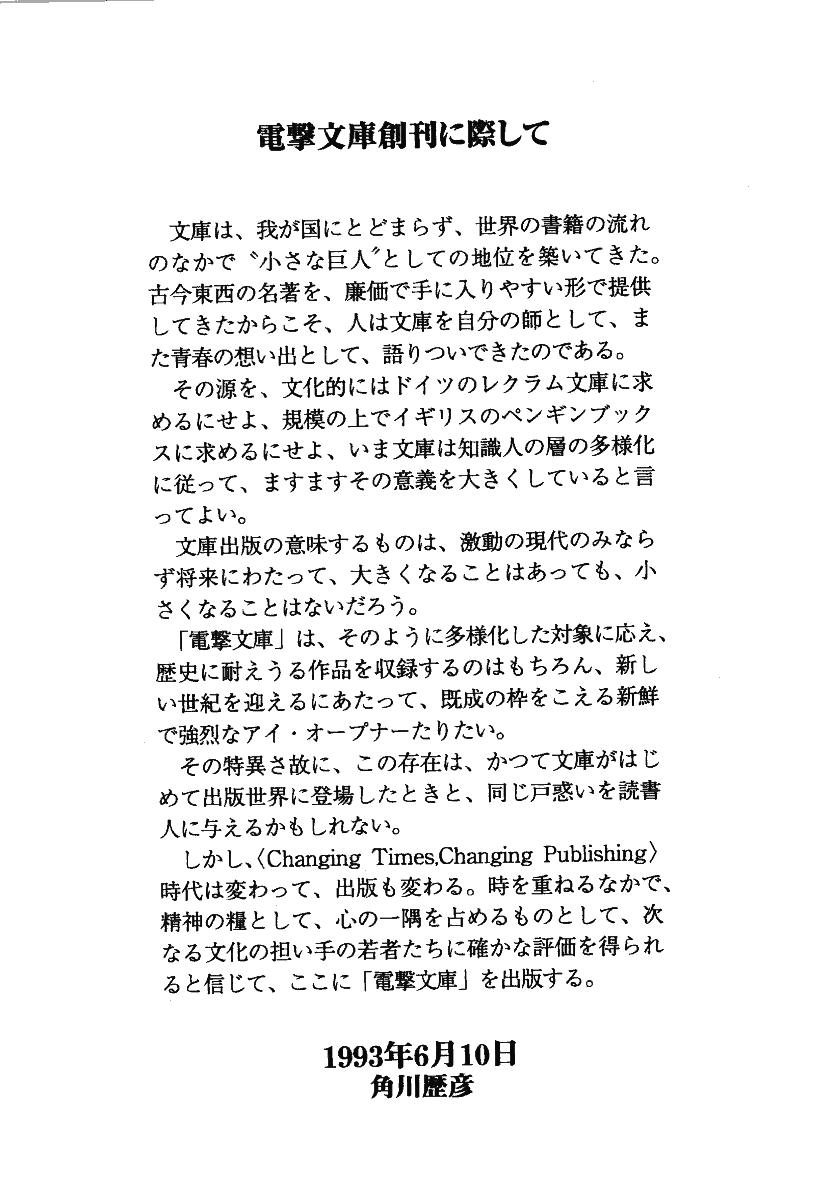 電撃文庫創刊に際して
文庫は、我が国にとどまらず、世界の書籍の流れ
のなかで〝小さな巨人〟としての地位を築いてきた。
古今東西の名著を、廉価で手に入りやすい形で提供
してきたからこそ、人は文庫を自分の師として、ま
た青春の想い出として、語りついできたのである。
その源を、文化的にはドイツのレクラム文庫に求
めるにせよ、規模の上でイギリスのペンギンブック
スに求めるにせよ、いま文庫は知識人の層の多様化
に従って、ますますその意義を大きくしていると言
ってよい。
文庫出版の意味するものは、激動の現代のみなら
ず将来にわたって、大きくなることはあっても、小
さくなることはないだろう。
「電撃文庫」は、そのように多様化した対象に応え、
歴史に耐えうる作品を収録するのはもちろん、新し
い世紀を迎えるにあたって、既成の枠をこえる新鮮
で強烈なアイ・オープナーたりたい。
その特異さ故に、この存在は、かつて文庫がはじ
めて出版世界に登場したときと、同じ戸惑いを読書
人に与えるかもしれない。
しかし、〈Changing Times,Changing Publishing〉
時代は変わって、出版も変わる。時を重ねるなかで、
精神の糧として、心の一隅を占めるものとして、次
なる文化の担い手の若者たちに確かな評価を得られ
ると信じて、ここに「電撃文庫」を出版する。
1993年6月10日
角川歴彦